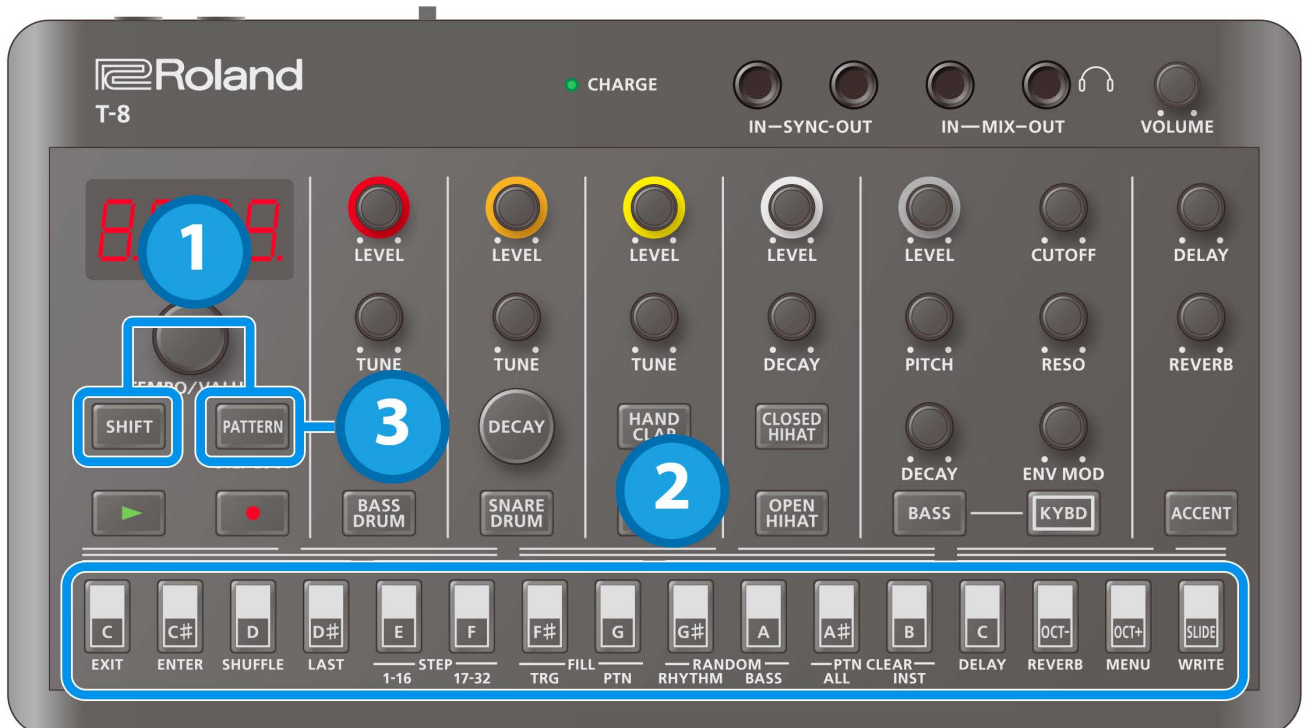 Roland
T-8
CHARGE
IN–SYNC-OUT
IN—MIX–OUT
VOLUME
1
LEVEL
LEVEL
LEVEL
LEVEL
LEVEL
CUTOFF
DELAY
TUNE
TUNE
TUNE
DECAY
PITCH
RESO
REVERB
TEMPO/VALUE
SHIFT
PATTERN
3
DECAY
HAND
CLAP
CLOSED
HIHAT
2
DECAY
ENV MOD
BASS
DRUM
SNARE
DRUM
OPEN
HIHAT
BASS
KYBD
ACCENT
C
C#
D
D#
E
F
F#
G
G#
A
A#
B
C
OCT-
OCT+
SLIDE
EXIT
ENTER
SHUFFLE
LAST
STEP
1-16
17-32
FILL
TRG
PTN
RANDOM
RHYTHM
BASS
PTN CLEAR
ALL
INST
DELAY
REVERB
MENU
WRITE